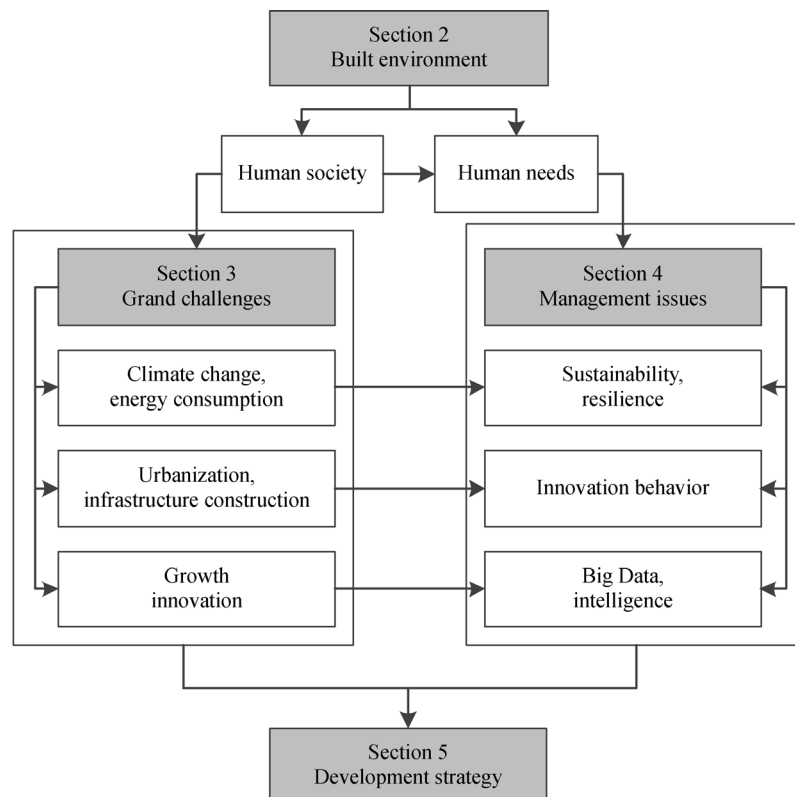 Section 2
Built environment
Human society
Human needs
Section 3
Grand challenges
Section 4
Management issues
Climate change,
energy consumption
Sustainability,
resilience
Urbanization,
infrastructure construction
Innovation behavior
Growth
innovation
Big Data,
intelligence
Section 5
Development strategy